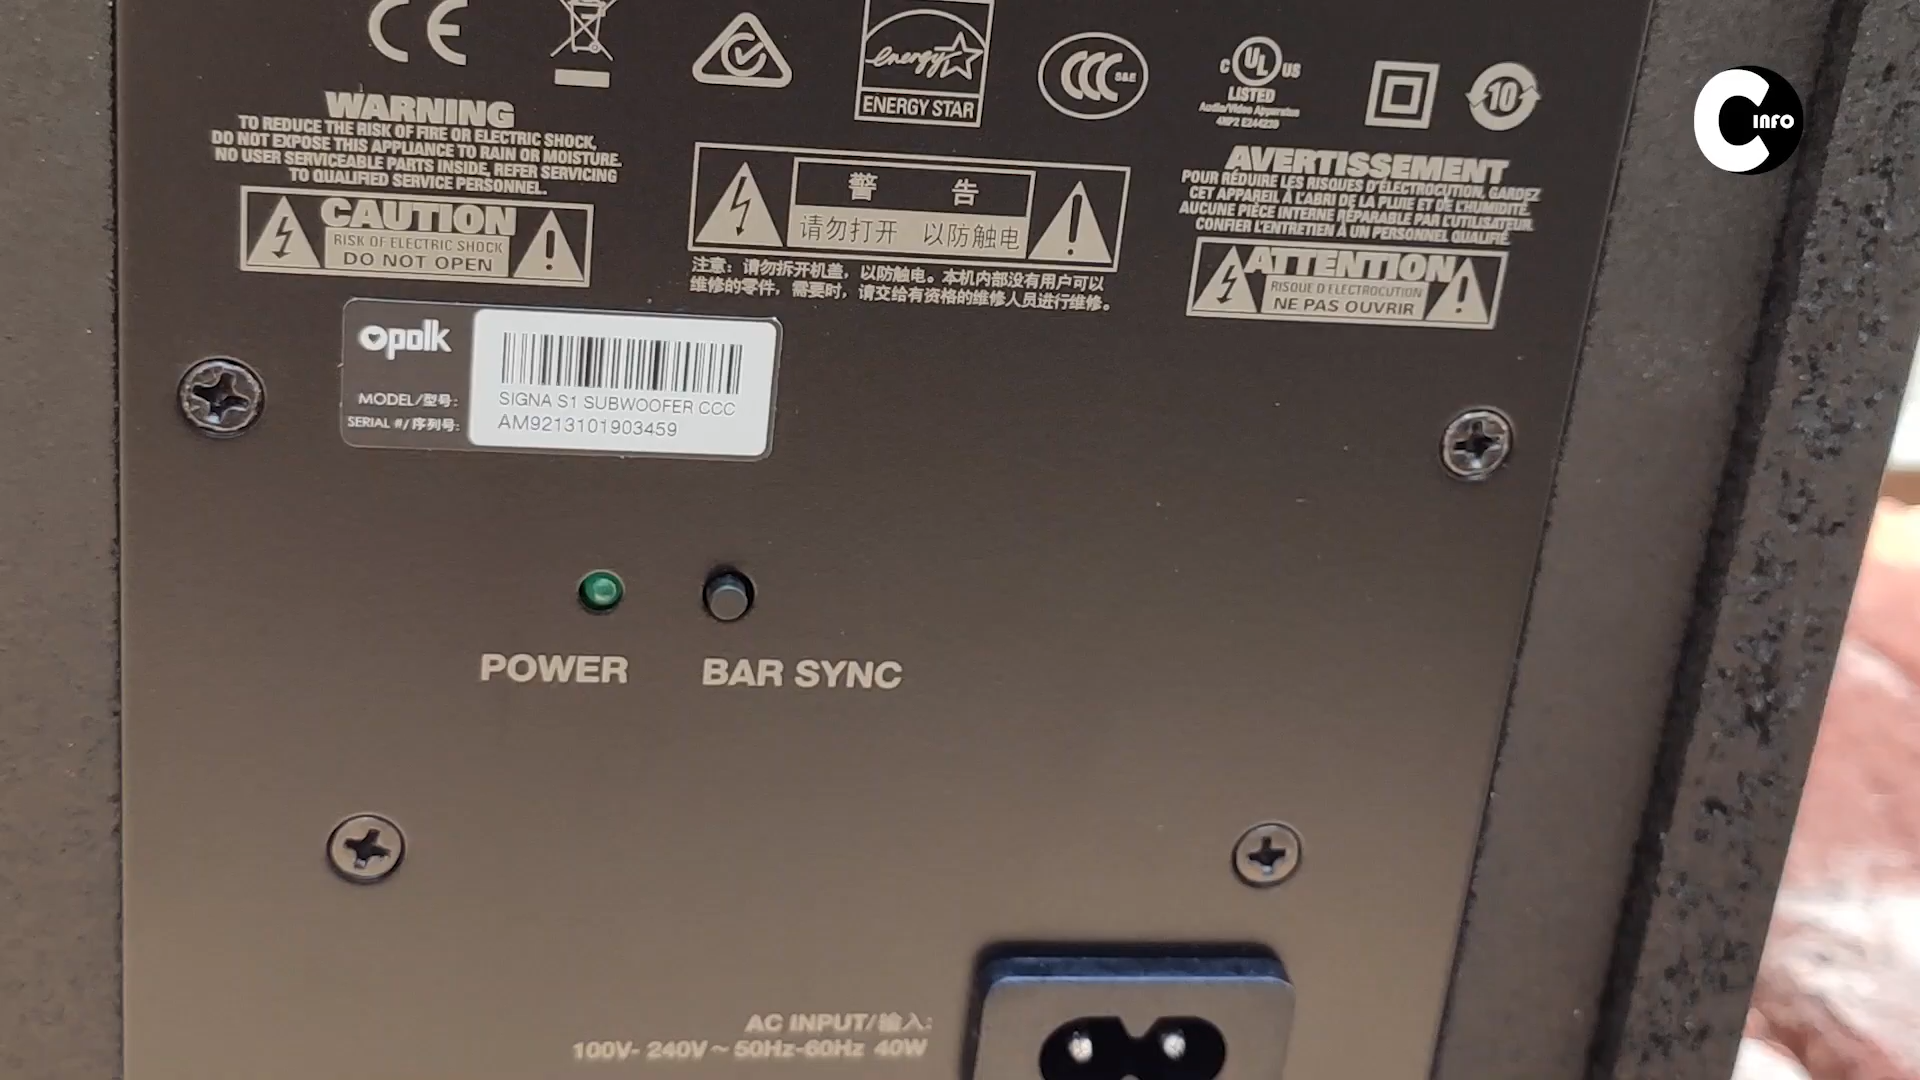 CE
energy
ENERGY STAR
CCC S&E
C UL US
LISTED
Audio/Video Apparatus
10
C INFO
WARNING
TO REDUCE THE RISK OF FIRE OR ELECTRIC SHOCK,
DO NOT EXPOSE THIS APPLIANCE TO RAIN OR MOISTURE.
NO USER SERVICEABLE PARTS INSIDE, REFER SERVICING
TO QUALIFIED SERVICE PERSONNEL.
CAUTION
RISK OF ELECTRIC SHOCK
DO NOT OPEN
警 告
请勿打开 以防触电
注意：请勿拆开机盖，以防触电。本机内部没有用户可以
维修的零件，需要时，请交给有资格的维修人员进行维修。
AVERTISSEMENT
POUR RÉDUIRE LES RISQUES D'ÉLECTROCUTION, GARDEZ
CET APPAREIL À L'ABRI DE LA PLUIE ET DE L'HUMIDITÉ.
AUCUNE PIÈCE INTERNE RÉPARABLE PAR L'UTILISATEUR.
CONFIER L'ENTRETIEN À UN PERSONNEL QUALIFIÉ.
ATTENTION
RISQUE D'ELECTROCUTION
NE PAS OUVRIR
polk
MODEL/型号: SIGNA S1 SUBWOOFER CCC
SERIAL #/序列号: AM9213101903459
POWER
BAR SYNC
AC INPUT/输入:
100V- 240V ~ 50Hz-60Hz 40W